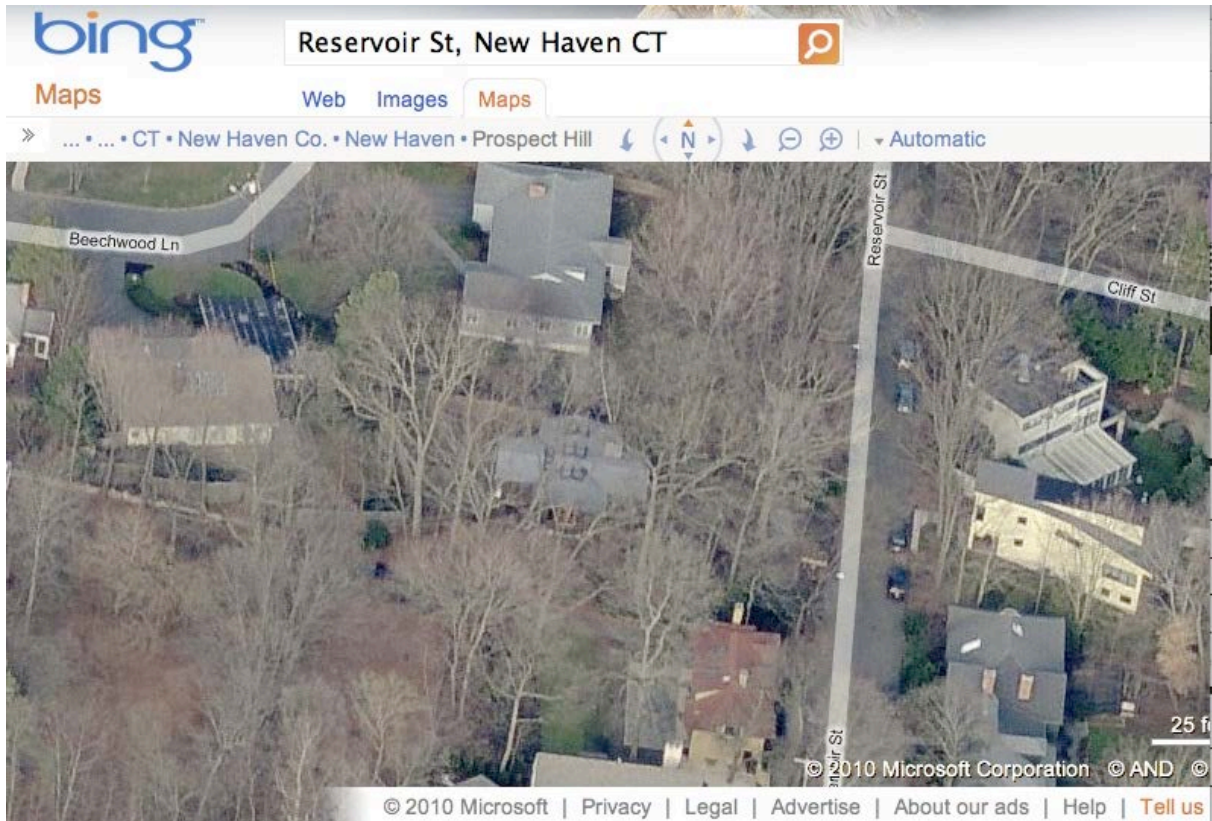 bing™
Reservoir St, New Haven CT
Maps
Web Images Maps
» ... • ... • CT • New Haven Co. • New Haven • Prospect Hill N Automatic
Reservoir St
Beechwood Ln
Cliff St
25
© 2010 Microsoft Corporation © AND ©
© 2010 Microsoft | Privacy | Legal | Advertise | About our ads | Help | Tell us